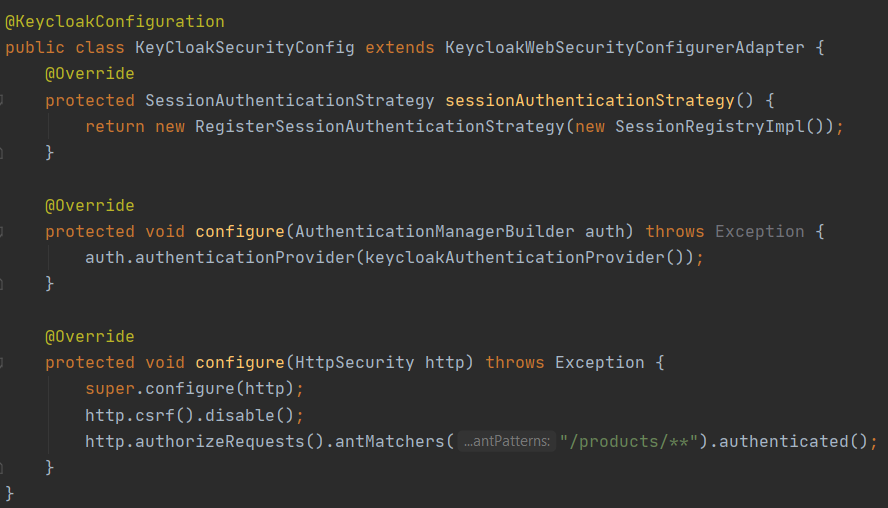 @KeycloakConfiguration
public class KeyCloakSecurityConfig extends KeycloakWebSecurityConfigurerAdapter {
    @Override
    protected SessionAuthenticationStrategy sessionAuthenticationStrategy() {
        return new RegisterSessionAuthenticationStrategy(new SessionRegistryImpl());
    }

    @Override
    protected void configure(AuthenticationManagerBuilder auth) throws Exception {
        auth.authenticationProvider(keycloakAuthenticationProvider());
    }

    @Override
    protected void configure(HttpSecurity http) throws Exception {
        super.configure(http);
        http.csrf().disable();
        http.authorizeRequests().antMatchers( ...antPatterns: "/products/**").authenticated();
    }
}